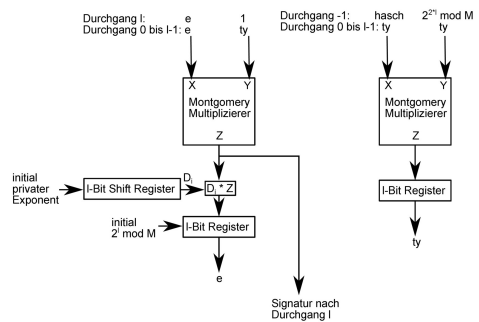 Durchgang l: e 1
Durchgang 0 bis l-1: e ty
Durchgang -1: hasch 2^2*l mod M
Durchgang 0 bis l-1: ty ty
X Y
Montgomery
Multiplizierer
Z
X Y
Montgomery
Multiplizierer
Z
initial
privater
Exponent
l-Bit Shift Register
D_i
D_i * Z
l-Bit Register
ty
initial
2^l mod M
l-Bit Register
e
Signatur nach
Durchgang l